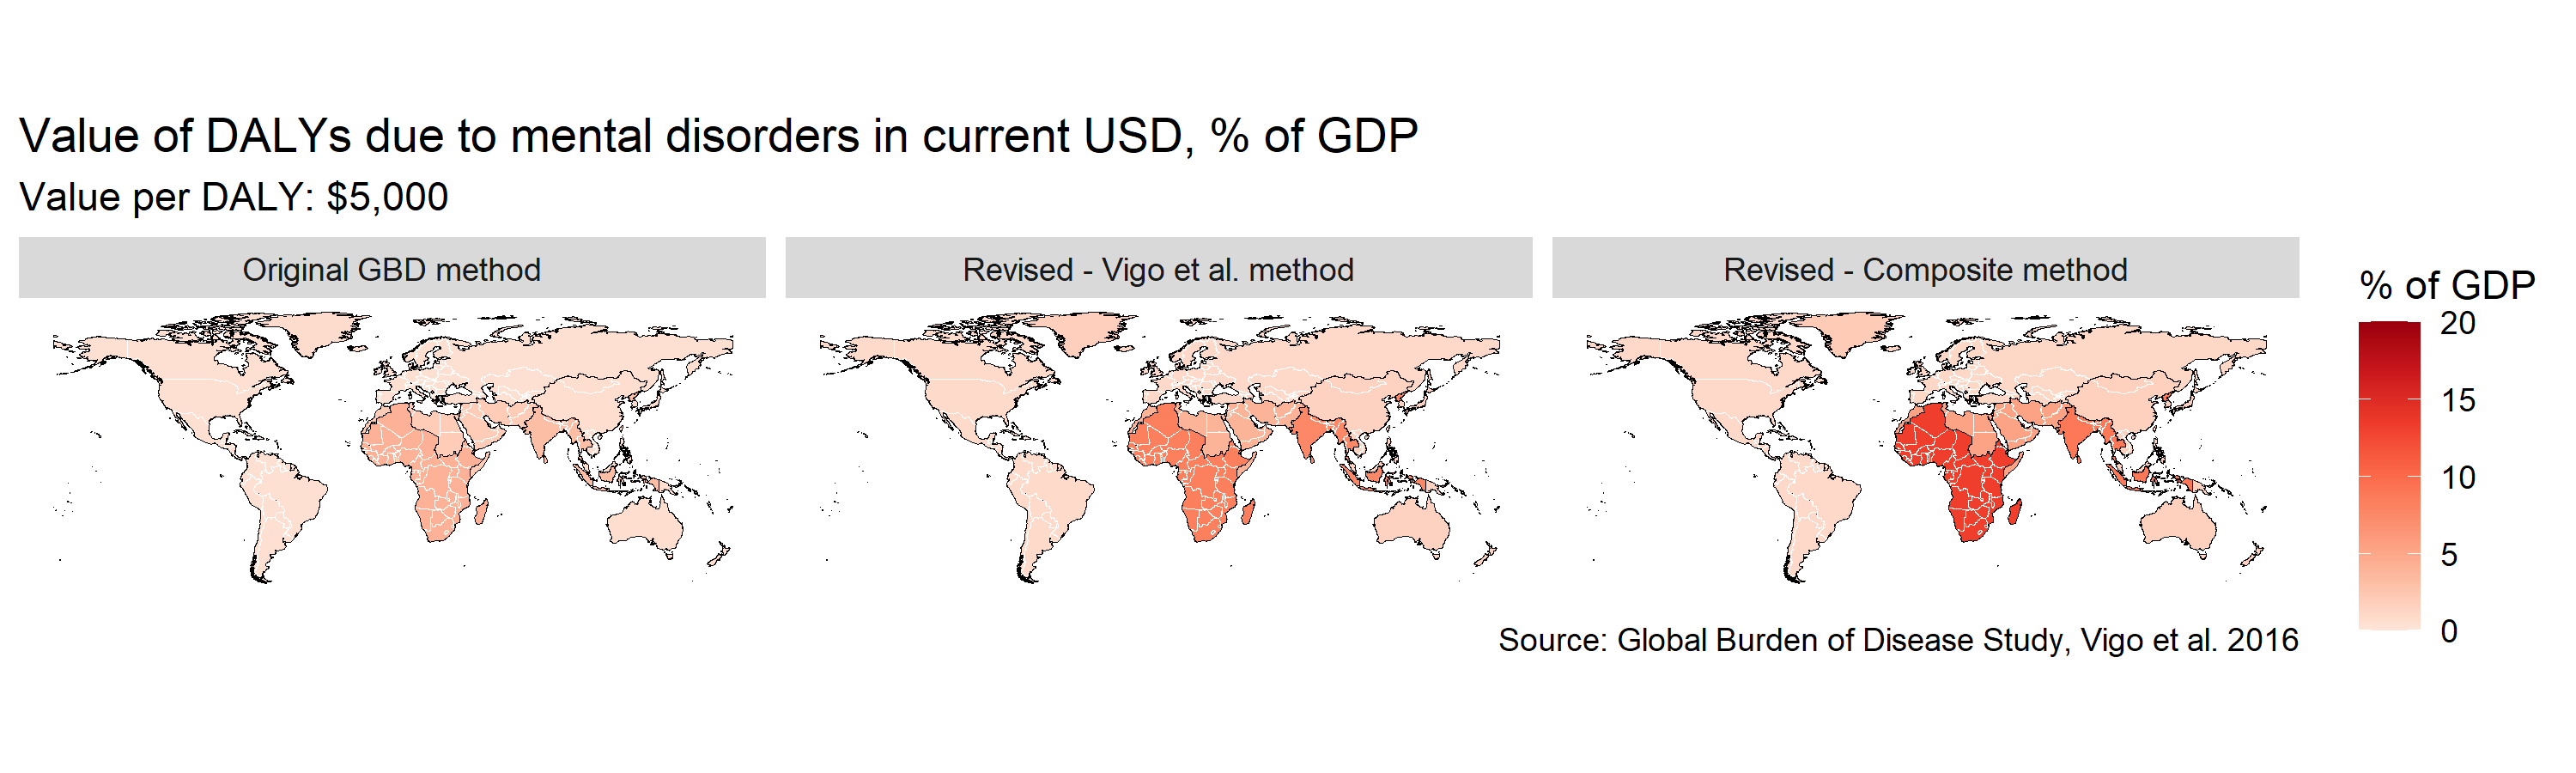 Value of DALYs due to mental disorders in current USD, % of GDP
Value per DALY: $5,000
Original GBD method
Revised - Vigo et al. method
Revised - Composite method
% of GDP
20
15
10
5
0
Source: Global Burden of Disease Study, Vigo et al. 2016